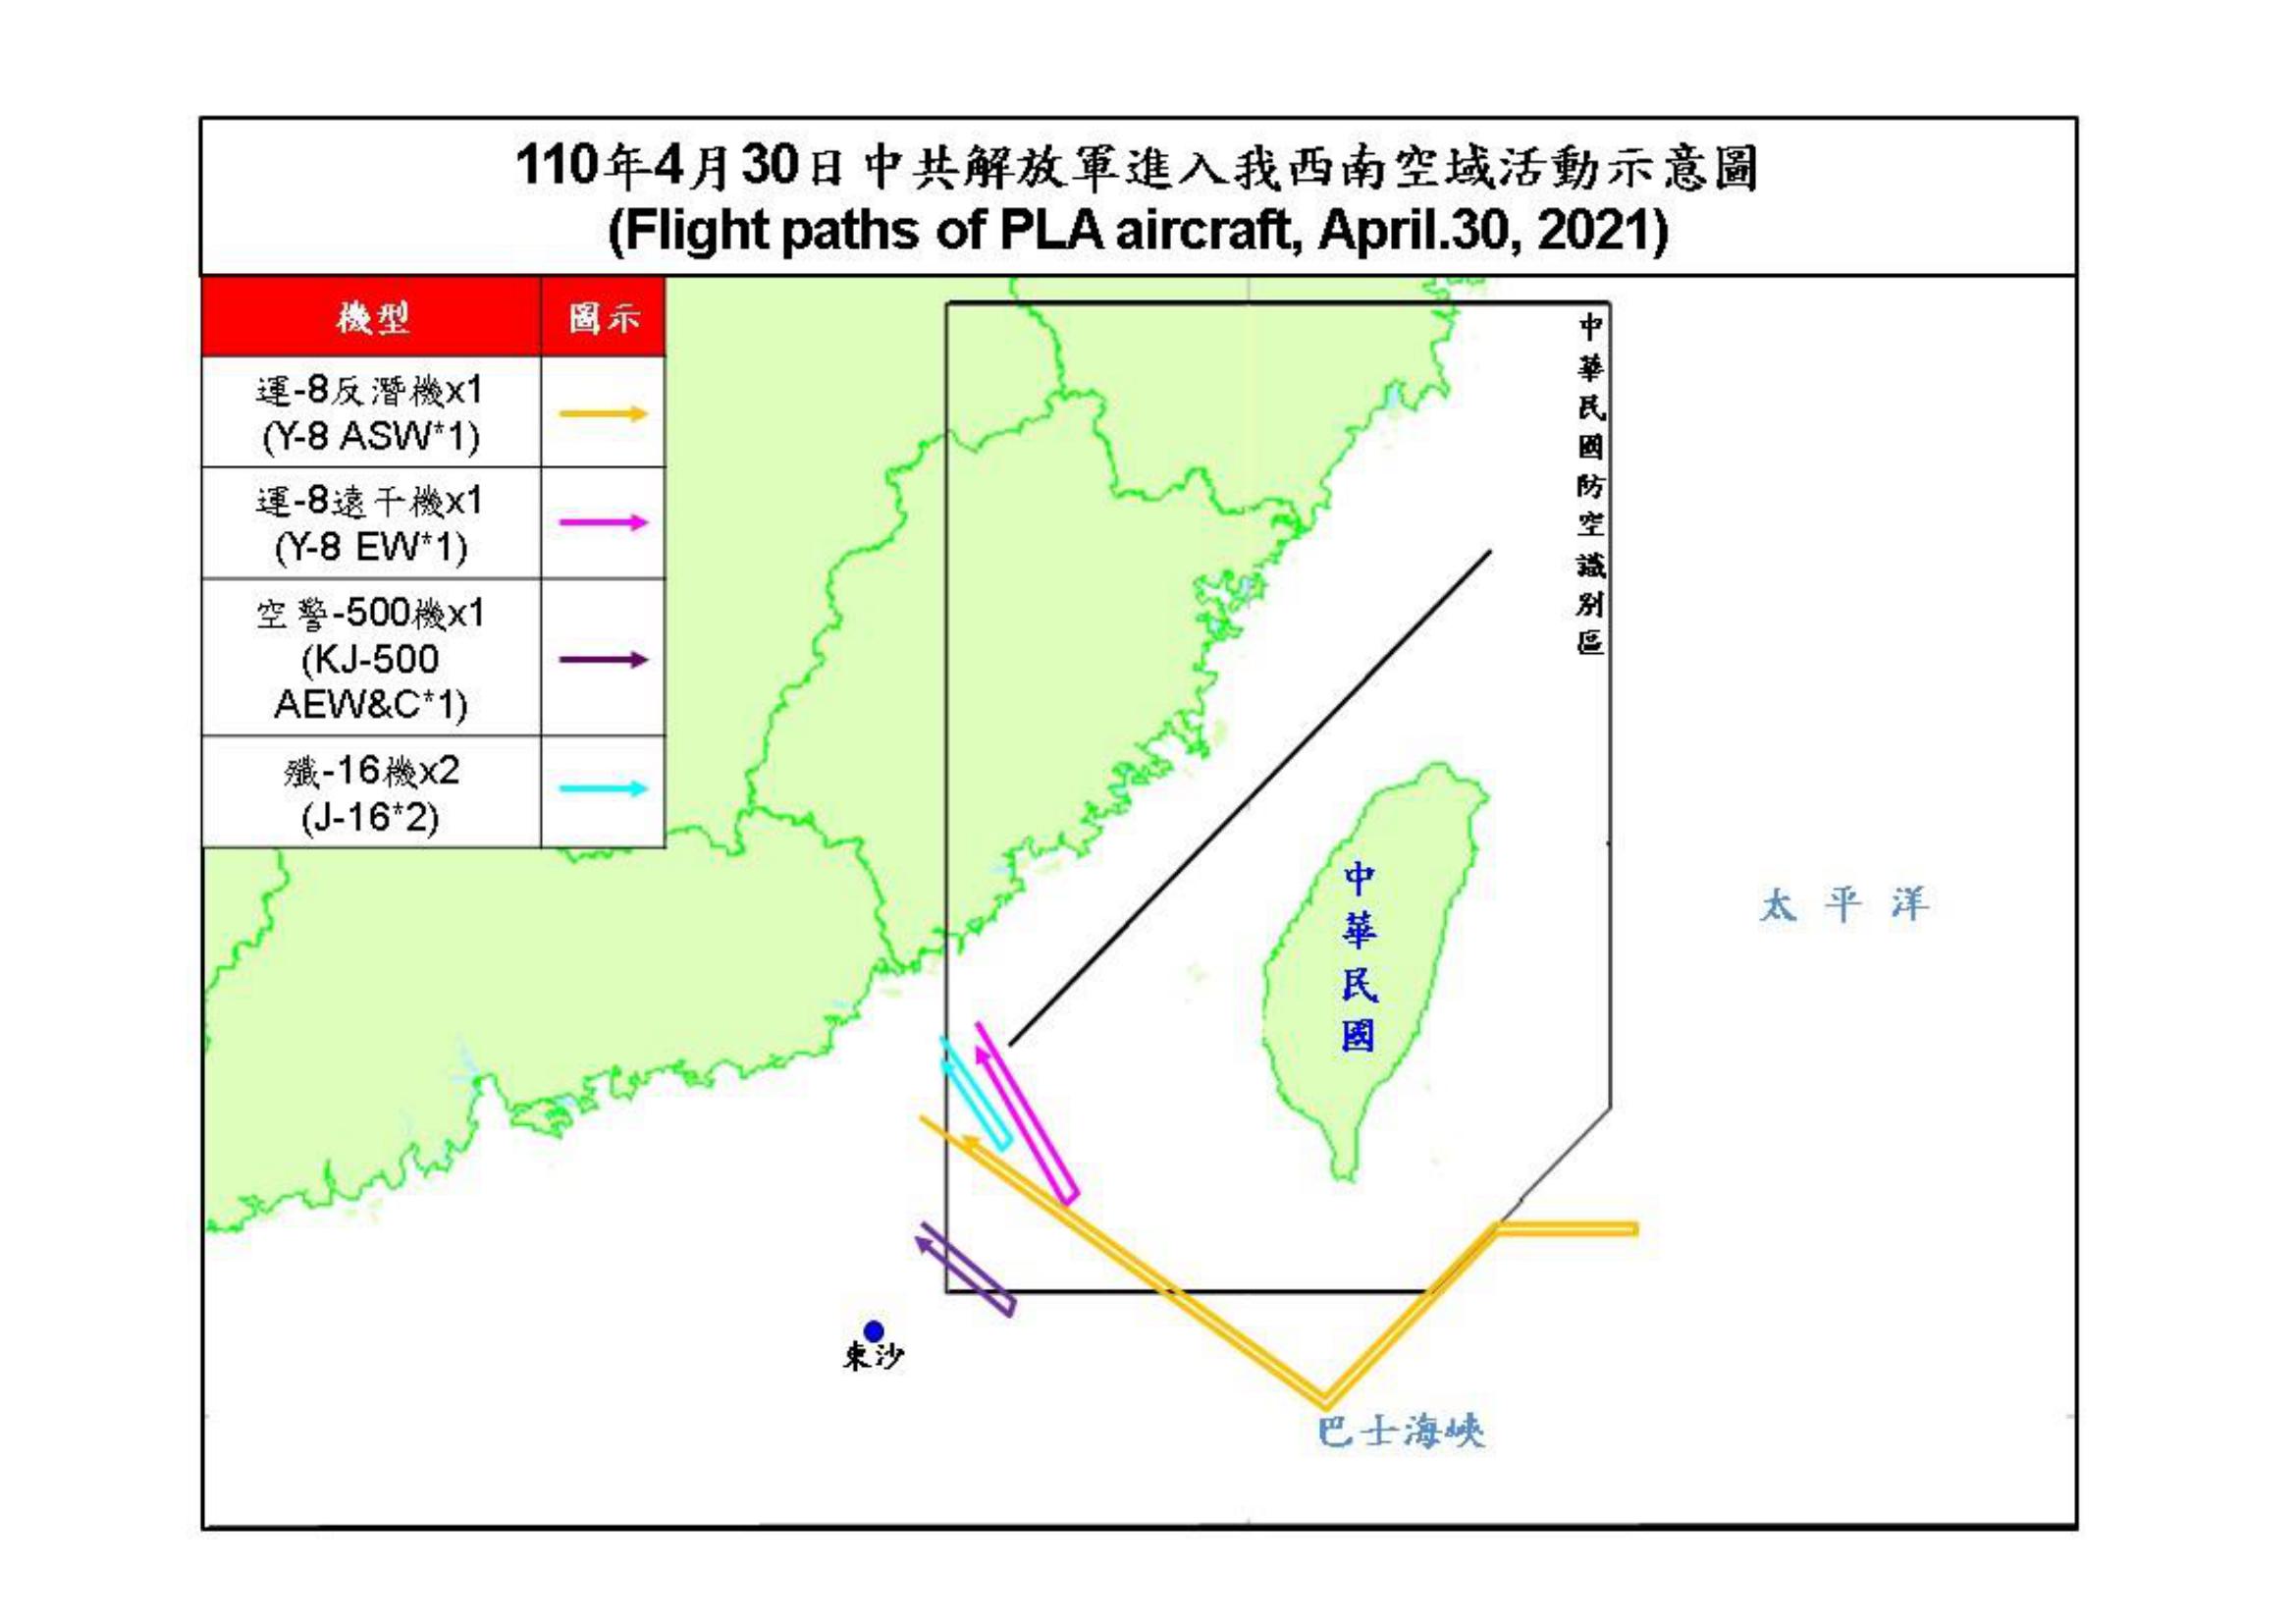 110年4月30日中共解放軍進入我西南空域活動示意圖
(Flight paths of PLA aircraft, April.30, 2021)
機型 圖示
運-8反潛機x1
(Y-8 ASW*1)
運-8遠干機x1
(Y-8 EW*1)
空警-500機x1
(KJ-500
AEW&C*1)
殲-16機x2
(J-16*2)
中華民國防空識別區
中華民國
太平洋
東沙
巴士海峽